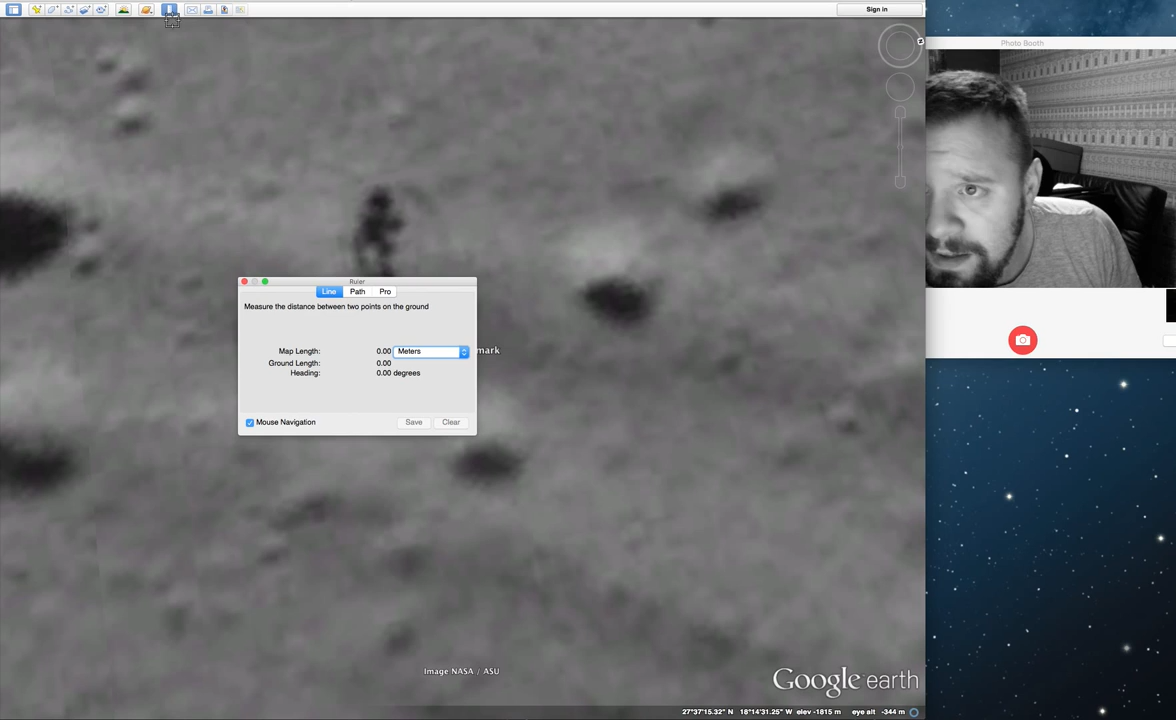 Sign in
Photo Booth
Ruler
Line Path Pro
Measure the distance between two points on the ground
Map Length: 0.00 Meters
mark
Ground Length: 0.00
Heading: 0.00 degrees
Mouse Navigation Save Clear
Image NASA / ASU
Google earth
27°37'15.32" N 18°14'31.25" W elev -1815 m eye alt -344 m